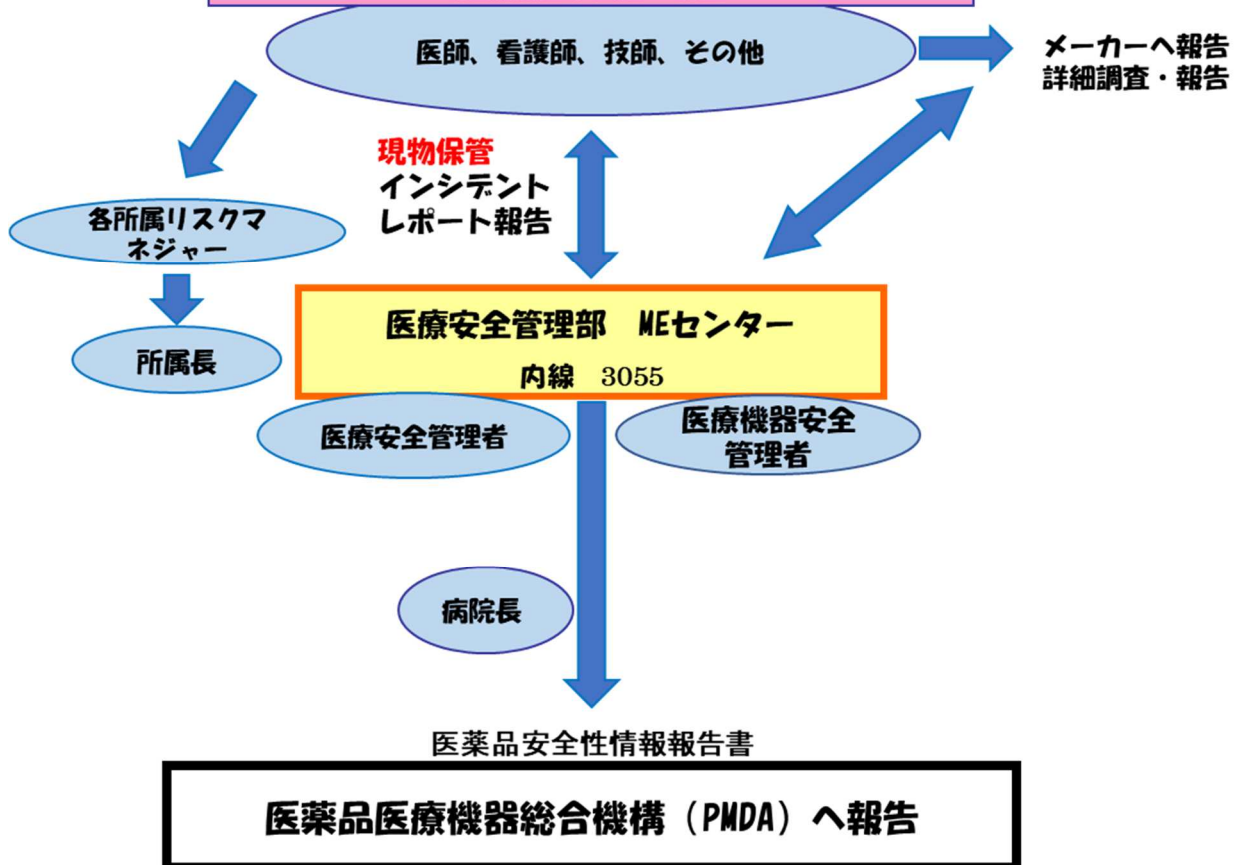 医師、看護師、技師、その他
メーカーへ報告
詳細調査・報告
現物保管
インシデント
レポート報告
各所属リスクマ
ネジャー
所属長
医療安全管理部　MEセンター
内線　3055
医療安全管理者
医療機器安全
管理者
病院長
医薬品安全性情報報告書
医薬品医療機器総合機構（PMDA）へ報告